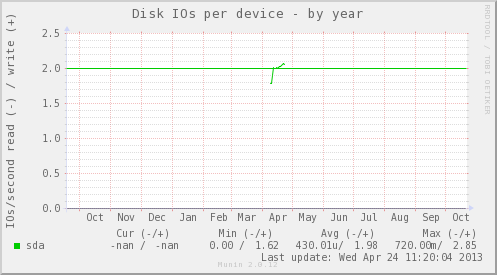 Disk IOs per device - by year
RRDTOOL / TOBI OETIKER
IOs/second read (-) / write (+)
2.5
2.0
1.5
1.0
0.5
0.0
Oct Nov Dec Jan Feb Mar Apr May Jun Jul Aug Sep Oct
Cur (-/+) Min (-/+) Avg (-/+) Max (-/+)
sda -nan / -nan 0.00 / 1.62 430.01u/ 1.98 720.00m/ 2.85
Last update: Wed Apr 24 11:20:04 2013
Munin 2.0.12